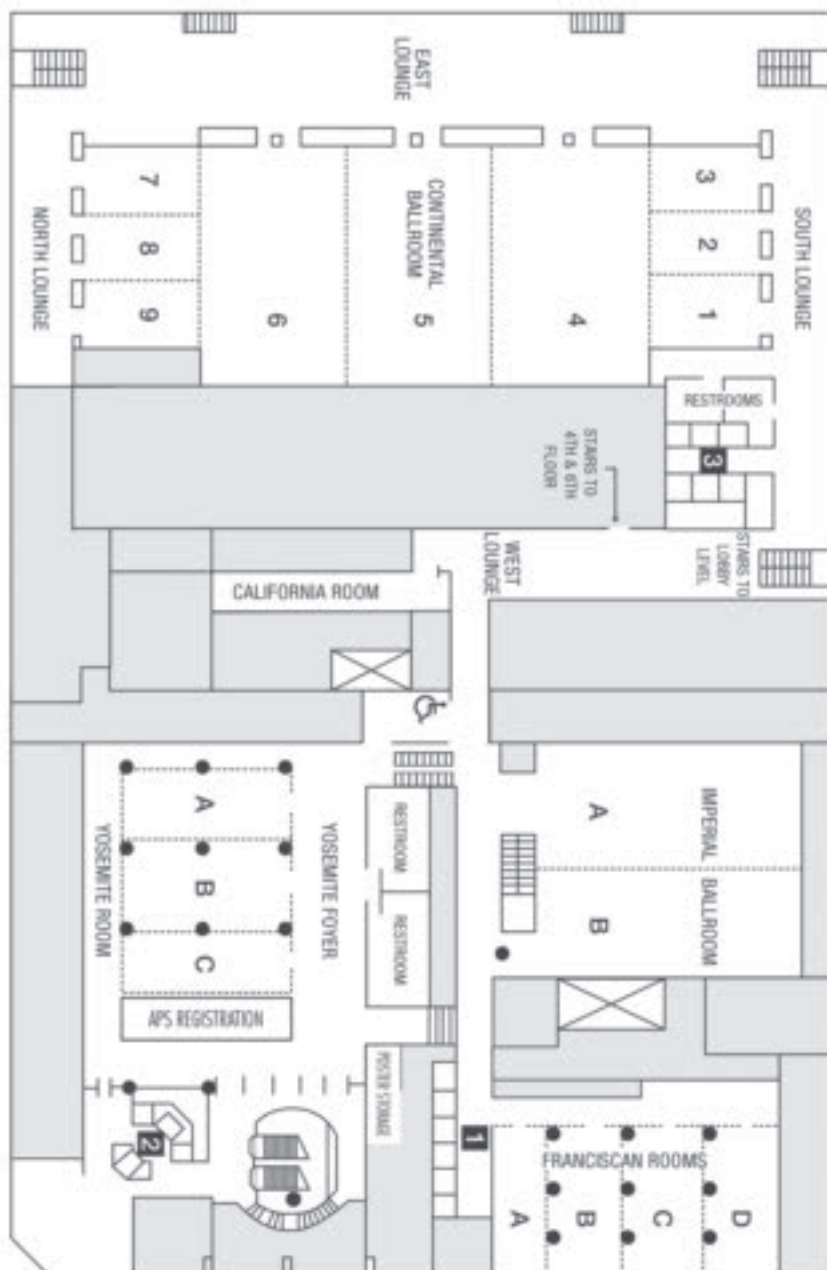 EAST
LOUNGE
7
8
9
NORTH LOUNGE
6
CONTINENTAL
BALLROOM
5
4
3
2
1
SOUTH LOUNGE
RESTROOMS
3
STAIRS TO
4TH & 6TH
FLOOR
WEST
LOUNGE
STAIRS TO
LOBBY
LEVEL
CALIFORNIA ROOM
A
B
C
YOSEMITE ROOM
YOSEMITE FOYER
RESTROOM
RESTROOM
A
B
IMPERIAL BALLROOM
APS REGISTRATION
POSTER STORAGE
2
1
FRANCISCAN ROOMS
A
B
C
D